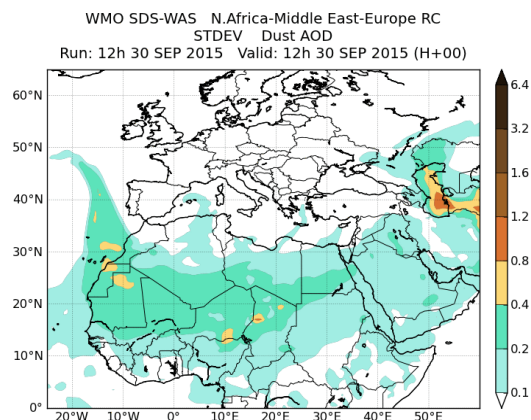 WMO SDS-WAS   N.Africa-Middle East-Europe RC
STDEV    Dust AOD
Run: 12h 30 SEP 2015   Valid: 12h 30 SEP 2015 (H+00)
60°N
50°N
40°N
30°N
20°N
10°N
0°
20°W
10°W
0°
10°E
20°E
30°E
40°E
50°E
6.4
3.2
1.6
1.2
0.8
0.4
0.2
0.1